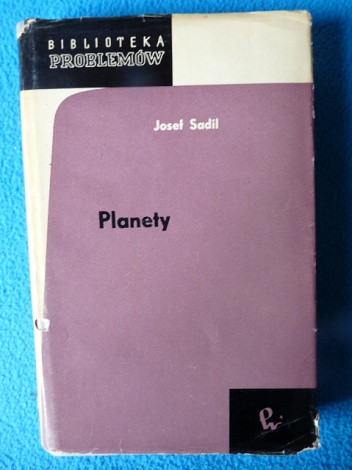 BIBLIOTEKA
PROBLEMÓW
Josef Sadil
Planety